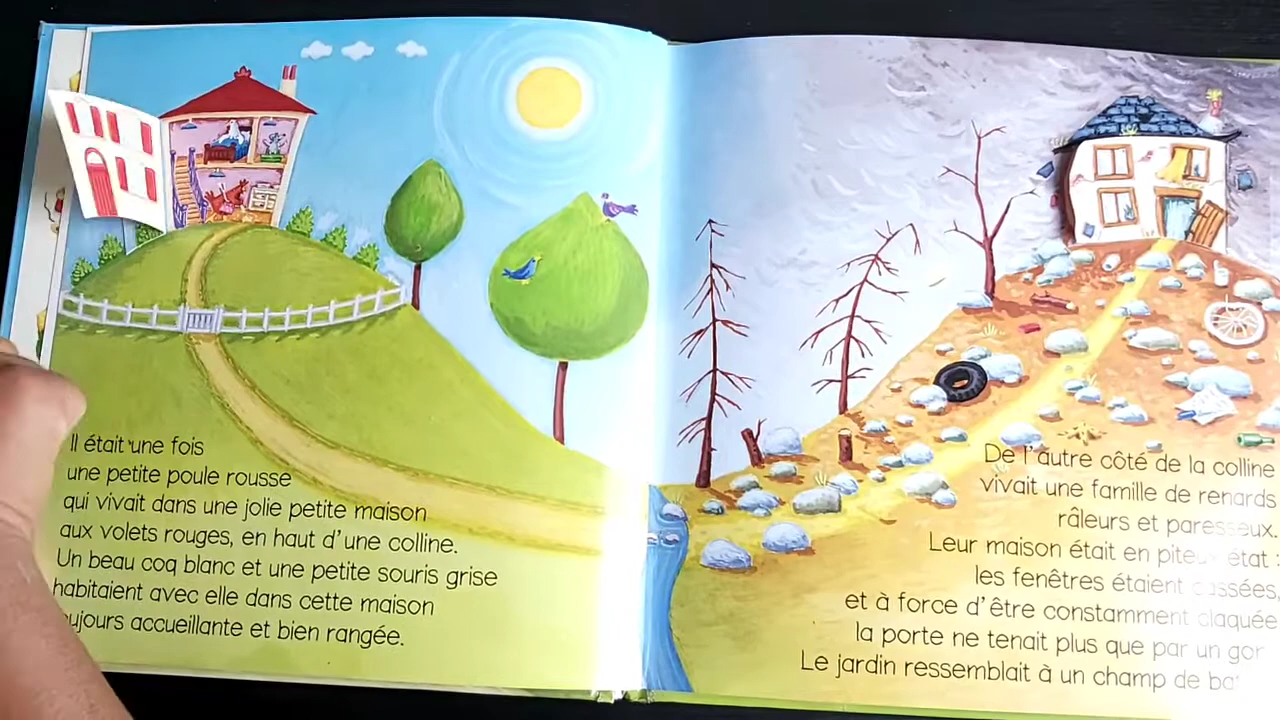 Il était une fois
une petite poule rousse
qui vivait dans une jolie petite maison
aux volets rouges, en haut d'une colline.
Un beau coq blanc et une petite souris grise
habitaient avec elle dans cette maison
accueillante et bien rangée.
De l'autre côté de la colline
vivait une famille de renards
râleurs et paresseux.
Leur maison était en piteux état :
les fenêtres étaient cassées,
et à force d'être constamment claquée
la porte ne tenait plus que par un
Le jardin ressemblait à un champ de